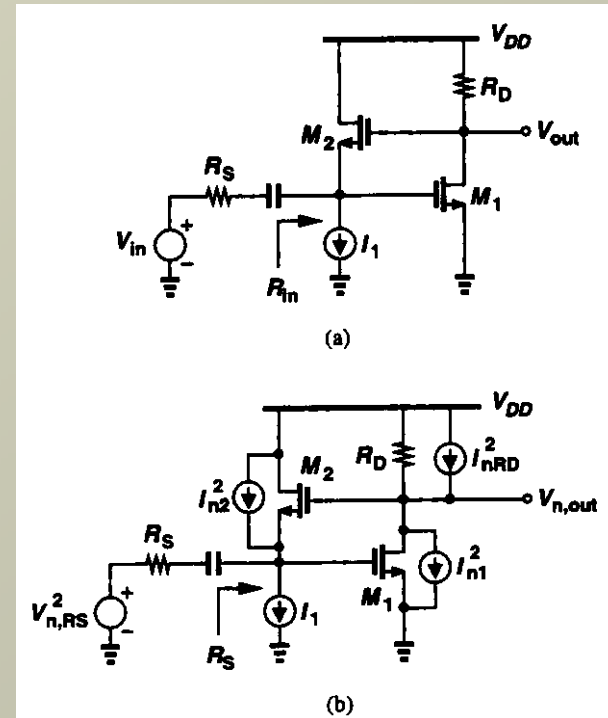 V_DD
R_D
M_2
V_out
R_S
M_1
V_in
+
−
I_1
R_in
(a)
V_DD
R_D
I²_nRD
M_2
I²_n2
V_n,out
R_S
M_1
I²_n1
V²_n,RS
+
−
I_1
R_S
(b)